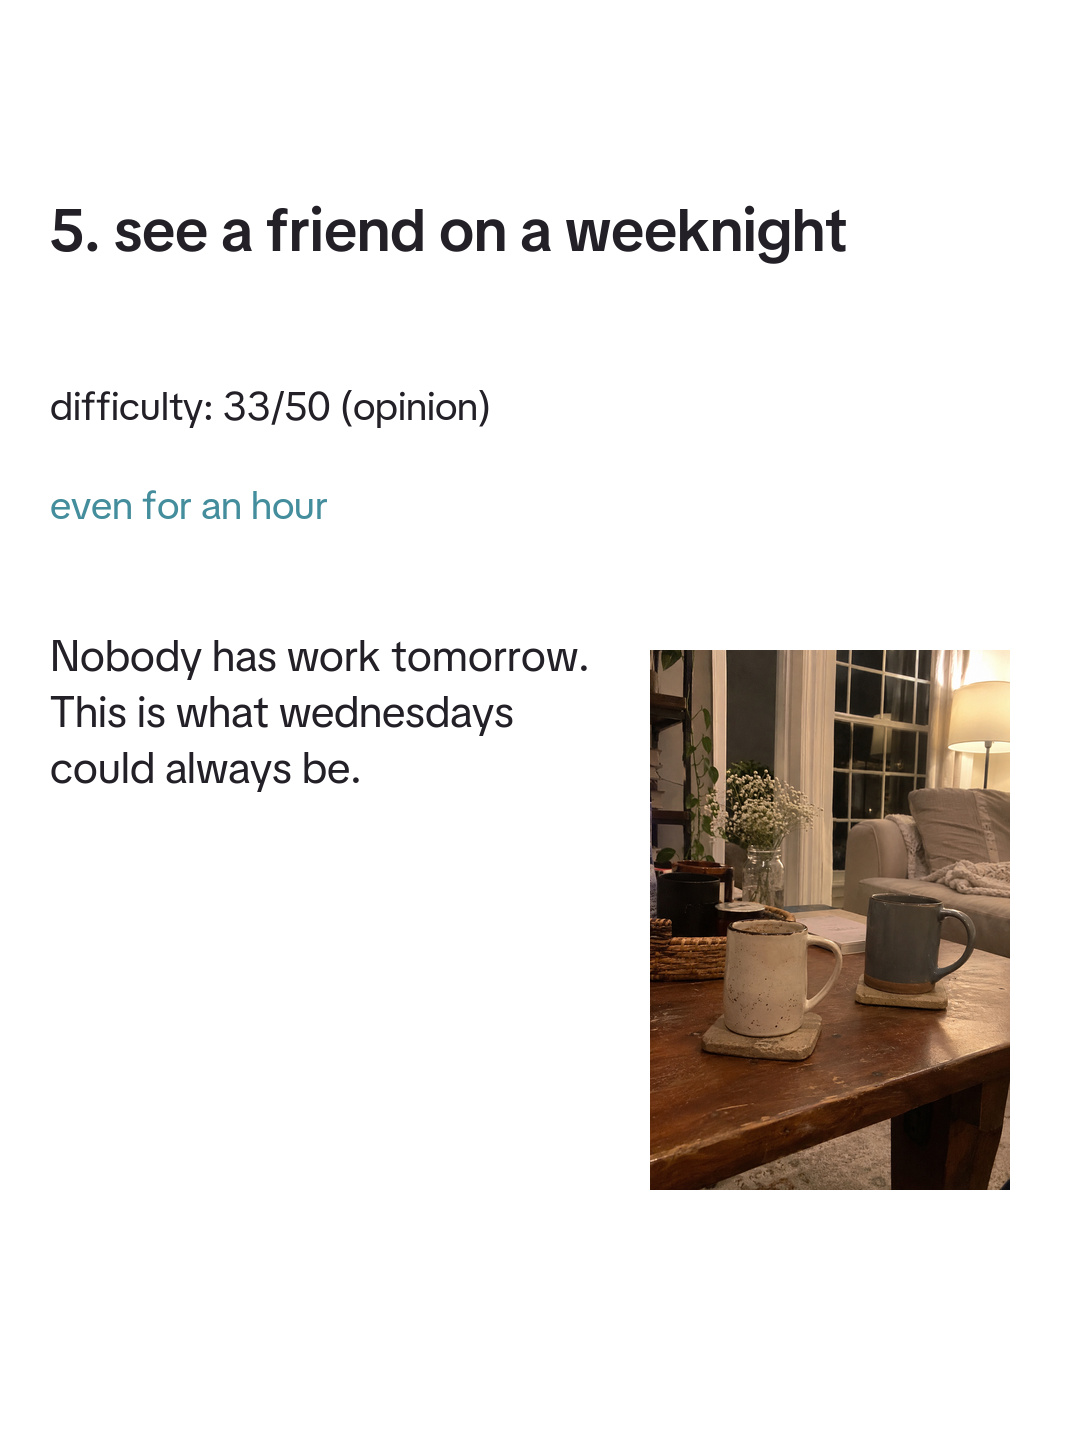 5. see a friend on a weeknight
difficulty: 33/50 (opinion)
even for an hour
Nobody has work tomorrow.
This is what wednesdays
could always be.